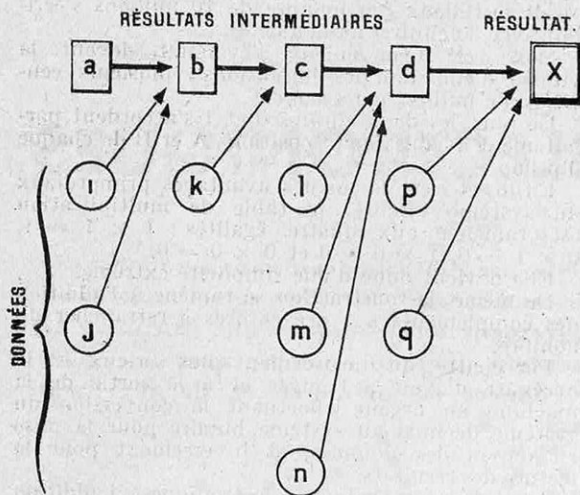 RÉSULTATS INTERMÉDIAIRES RÉSULTAT.
a b c d X
ı k l p
J m q
n
DONNÉES